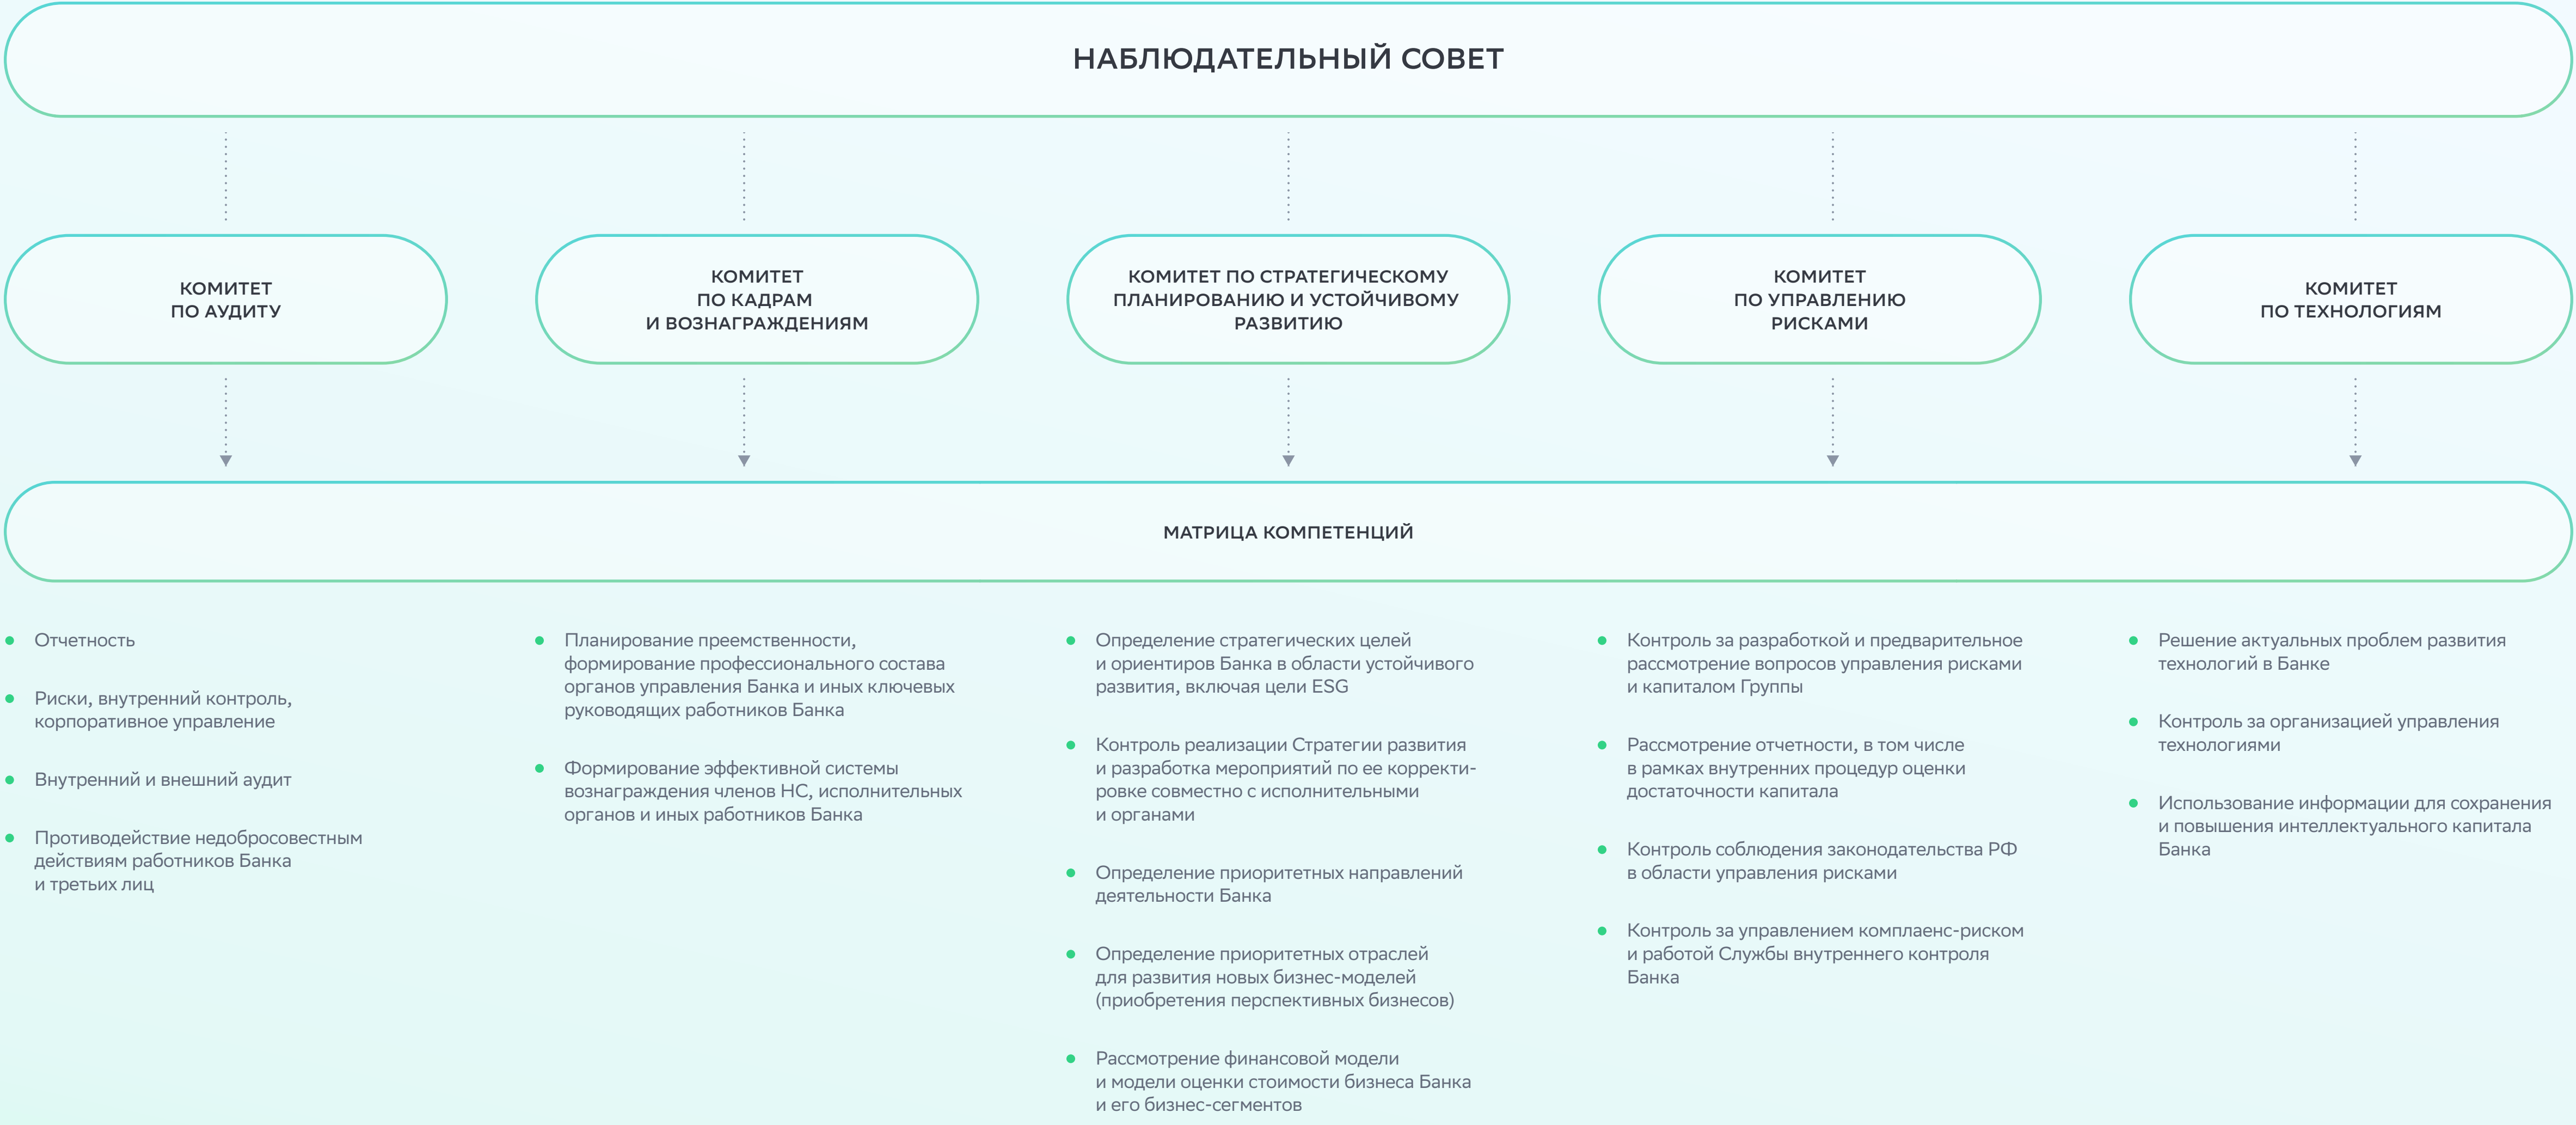 НАБЛЮДАТЕЛЬНЫЙ СОВЕТ
КОМИТЕТ
ПО АУДИТУ
КОМИТЕТ
ПО КАДРАМ
И ВОЗНАГРАЖДЕНИЯМ
КОМИТЕТ ПО СТРАТЕГИЧЕСКОМУ
ПЛАНИРОВАНИЮ И УСТОЙЧИВОМУ
РАЗВИТИЮ
КОМИТЕТ
ПО УПРАВЛЕНИЮ
РИСКАМИ
КОМИТЕТ
ПО ТЕХНОЛОГИЯМ
МАТРИЦА КОМПЕТЕНЦИЙ
Отчетность
Риски, внутренний контроль,
корпоративное управление
Внутренний и внешний аудит
Противодействие недобросовестным
действиям работников Банка
и третьих лиц
Планирование преемственности,
формирование профессионального состава
органов управления Банка и иных ключевых
руководящих работников Банка
Формирование эффективной системы
вознаграждения членов НС, исполнительных
органов и иных работников Банка
Определение стратегических целей
и ориентиров Банка в области устойчивого
развития, включая цели ESG
Контроль реализации Стратегии развития
и разработка мероприятий по ее корректи-
ровке совместно с исполнительными
и органами
Определение приоритетных направлений
деятельности Банка
Определение приоритетных отраслей
для развития новых бизнес-моделей
(приобретения перспективных бизнесов)
Рассмотрение финансовой модели
и модели оценки стоимости бизнеса Банка
и его бизнес-сегментов
Контроль за разработкой и предварительное
рассмотрение вопросов управления рисками
и капиталом Группы
Рассмотрение отчетности, в том числе
в рамках внутренних процедур оценки
достаточности капитала
Контроль соблюдения законодательства РФ
в области управления рисками
Контроль за управлением комплаенс-риском
и работой Службы внутреннего контроля
Банка
Решение актуальных проблем развития
технологий в Банке
Контроль за организацией управления
технологиями
Использование информации для сохранения
и повышения интеллектуального капитала
Банка